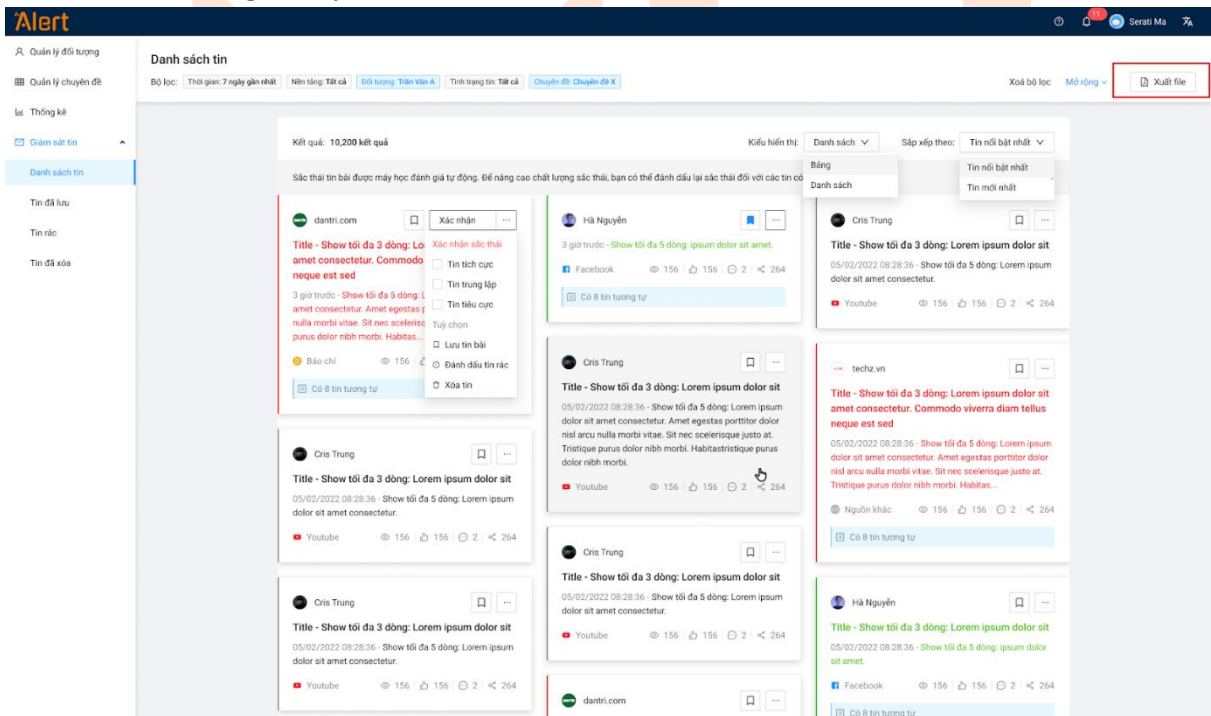 Alert
11
Serati Ma
Quản lý đối tượng
Quản lý chuyên đề
Thống kê
Giám sát tin
Danh sách tin
Tin đã lưu
Tin rác
Tin đã xóa
Danh sách tin
Bộ lọc: Thời gian: 7 ngày gần nhất Nền tảng: Tất cả Đối tượng: Trần Văn A Tình trạng tin: Tất cả Chuyên đề: Chuyên đề X
Xoá bộ lọc Mở rộng Xuất file
Kết quả: 10,200 kết quả
Kiểu hiển thị: Danh sách
Bảng
Danh sách
Sắp xếp theo: Tin nổi bật nhất
Tin nổi bật nhất
Tin mới nhất
Sắc thái tin bài được máy học đánh giá tự động. Để nâng cao chất lượng sắc thái, bạn có thể đánh dấu lại sắc thái đối với các tin có
dantri.com
Xác nhận ...
Title - Show tối đa 3 dòng: Lo
amet consectetur. Commodo
neque est sed
3 giờ trước - Show tối đa 5 dòng: L
amet consectetur. Amet egestas p
nulla morbi vitae. Sit nec scelerisq
purus dolor nibh morbi. Habitas...
Báo chí 156
Có 8 tin tương tự
Xác nhận sắc thái
Tin tích cực
Tin trung lập
Tin tiêu cực
Tuỳ chọn
Lưu tin bài
Đánh dấu tin rác
Xóa tin
Cris Trung
Title - Show tối đa 3 dòng: Lorem ipsum dolor sit
05/02/2022 08:28:36 - Show tối đa 5 dòng: Lorem ipsum
dolor sit amet consectetur.
Youtube 156 156 2 264
Cris Trung
Title - Show tối đa 3 dòng: Lorem ipsum dolor sit
05/02/2022 08:28:36 - Show tối đa 5 dòng: Lorem ipsum
dolor sit amet consectetur.
Youtube 156 156 2 264
Hà Nguyên
3 giờ trước - Show tối đa 5 dòng: ipsum dolor sit amet.
Facebook 156 156 2 264
Có 8 tin tương tự
Cris Trung
Title - Show tối đa 3 dòng: Lorem ipsum dolor sit
05/02/2022 08:28:36 - Show tối đa 5 dòng: Lorem ipsum
dolor sit amet consectetur. Amet egestas porttitor dolor
nisl arcu nulla morbi vitae. Sit nec scelerisque justo at.
Tristique purus dolor nibh morbi. Habitastristique purus
dolor nibh morbi.
Youtube 156 156 2 264
Cris Trung
Title - Show tối đa 3 dòng: Lorem ipsum dolor sit
05/02/2022 08:28:36 - Show tối đa 5 dòng: Lorem ipsum
dolor sit amet consectetur.
Youtube 156 156 2 264
dantri.com
Cris Trung
Title - Show tối đa 3 dòng: Lorem ipsum dolor sit
05/02/2022 08:28:36 - Show tối đa 5 dòng: Lorem ipsum
dolor sit amet consectetur.
Youtube 156 156 2 264
techz.vn
Title - Show tối đa 3 dòng: Lorem ipsum dolor sit
amet consectetur. Commodo viverra diam tellus
neque est sed
05/02/2022 08:28:36 - Show tối đa 5 dòng: Lorem ipsum
dolor sit amet consectetur. Amet egestas porttitor dolor
nisl arcu nulla morbi vitae. Sit nec scelerisque justo at.
Tristique purus dolor nibh morbi. Habitas...
Nguồn khác 156 156 2 264
Có 8 tin tương tự
Hà Nguyên
Title - Show tối đa 3 dòng: Lorem ipsum dolor sit
05/02/2022 08:28:36 - Show tối đa 5 dòng: ipsum dolor
sit amet.
Facebook 156 156 2 264
Có 8 tin tương tự